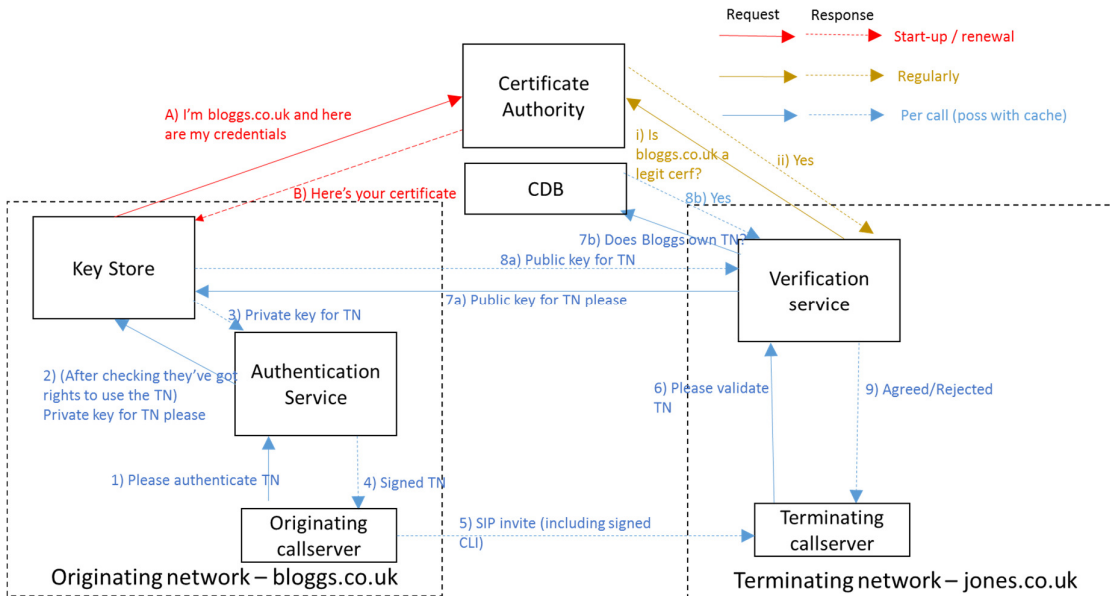 Request
Response
Start-up / renewal
Regularly
Per call (poss with cache)
Certificate
Authority
A) I'm bloggs.co.uk and here
are my credentials
i) Is
bloggs.co.uk a
legit cerf?
ii) Yes
B) Here's your certificate
CDB
8b) Yes
7b) Does Bloggs own TN?
Key Store
8a) Public key for TN
7a) Public key for TN please
Verification
service
3) Private key for TN
2) (After checking they've got
rights to use the TN)
Private key for TN please
Authentication
Service
6) Please validate
TN
9) Agreed/Rejected
1) Please authenticate TN
4) Signed TN
Originating
callserver
5) SIP invite (including signed
CLI)
Terminating
callserver
Originating network – bloggs.co.uk
Terminating network – jones.co.uk